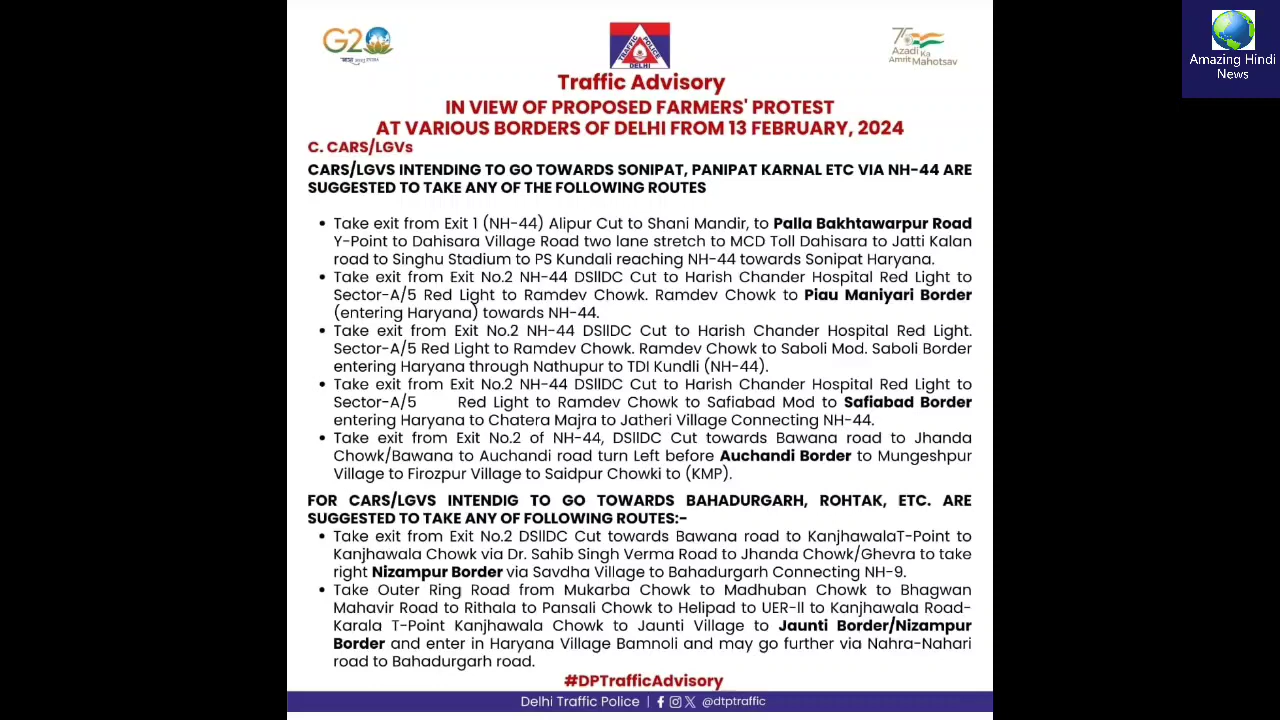 G20
भारत 2023 INDIA
TRAFFIC POLICE
DELHI
75
Azadi Ka
Amrit Mahotsav
Amazing Hindi
News
Traffic Advisory
IN VIEW OF PROPOSED FARMERS' PROTEST
AT VARIOUS BORDERS OF DELHI FROM 13 FEBRUARY, 2024
C. CARS/LGVs
CARS/LGVS INTENDING TO GO TOWARDS SONIPAT, PANIPAT KARNAL ETC VIA NH-44 ARE
SUGGESTED TO TAKE ANY OF THE FOLLOWING ROUTES
• Take exit from Exit 1 (NH-44) Alipur Cut to Shani Mandir, to Palla Bakhtawarpur Road
Y-Point to Dahisara Village Road two lane stretch to MCD Toll Dahisara to Jatti Kalan
road to Singhu Stadium to PS Kundali reaching NH-44 towards Sonipat Haryana.
• Take exit from Exit No.2 NH-44 DSllDC Cut to Harish Chander Hospital Red Light to
Sector-A/5 Red Light to Ramdev Chowk. Ramdev Chowk to Piau Maniyari Border
(entering Haryana) towards NH-44.
• Take exit from Exit No.2 NH-44 DSllDC Cut to Harish Chander Hospital Red Light.
Sector-A/5 Red Light to Ramdev Chowk. Ramdev Chowk to Saboli Mod. Saboli Border
entering Haryana through Nathupur to TDI Kundli (NH-44).
• Take exit from Exit No.2 NH-44 DSllDC Cut to Harish Chander Hospital Red Light to
Sector-A/5 Red Light to Ramdev Chowk to Safiabad Mod to Safiabad Border
entering Haryana to Chatera Majra to Jatheri Village Connecting NH-44.
• Take exit from Exit No.2 of NH-44, DSllDC Cut towards Bawana road to Jhanda
Chowk/Bawana to Auchandi road turn Left before Auchandi Border to Mungeshpur
Village to Firozpur Village to Saidpur Chowki to (KMP).
FOR CARS/LGVS INTENDIG TO GO TOWARDS BAHADURGARH, ROHTAK, ETC. ARE
SUGGESTED TO TAKE ANY OF FOLLOWING ROUTES:-
• Take exit from Exit No.2 DSllDC Cut towards Bawana road to KanjhawalaT-Point to
Kanjhawala Chowk via Dr. Sahib Singh Verma Road to Jhanda Chowk/Ghevra to take
right Nizampur Border via Savdha Village to Bahadurgarh Connecting NH-9.
• Take Outer Ring Road from Mukarba Chowk to Madhuban Chowk to Bhagwan
Mahavir Road to Rithala to Pansali Chowk to Helipad to UER-ll to Kanjhawala Road-
Karala T-Point Kanjhawala Chowk to Jaunti Village to Jaunti Border/Nizampur
Border and enter in Haryana Village Bamnoli and may go further via Nahra-Nahari
road to Bahadurgarh road.
#DPTrafficAdvisory
Delhi Traffic Police | @dtptraffic